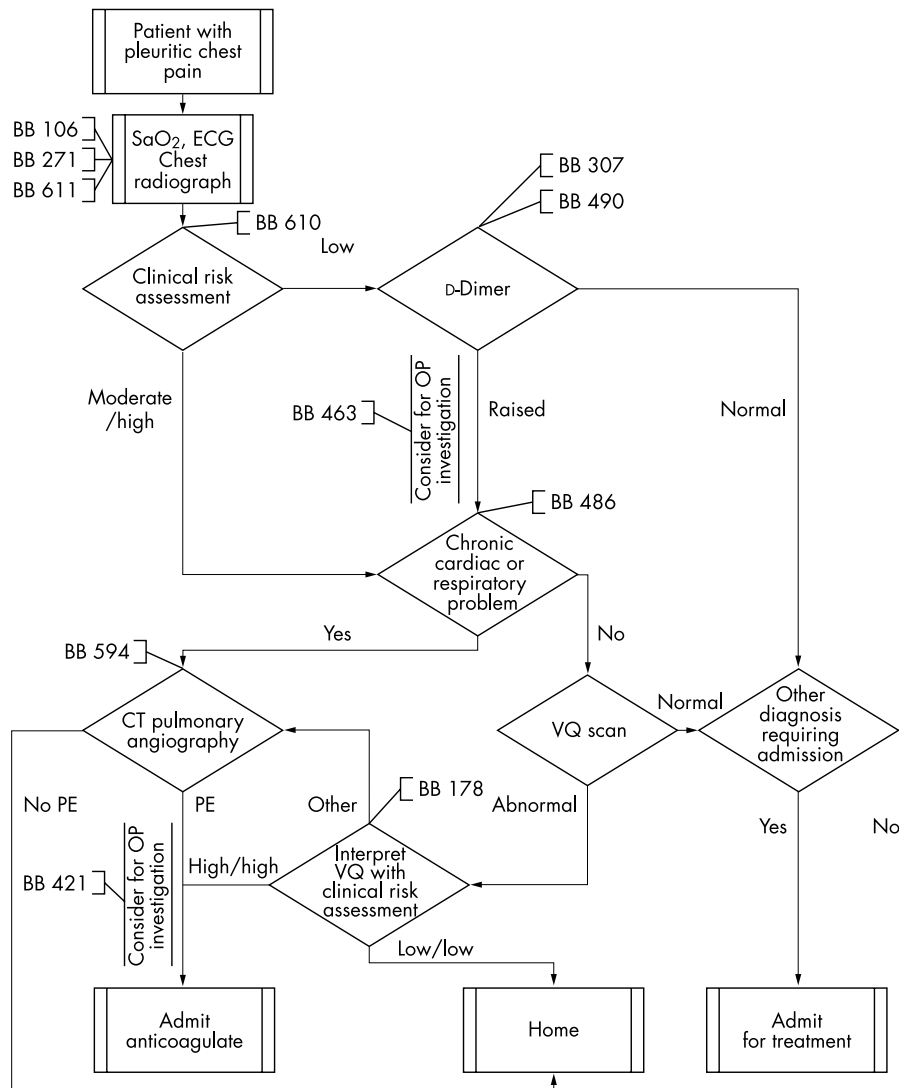 Patient with
pleuritic chest
pain
BB 106
BB 271
BB 611
SaO2, ECG
Chest
radiograph
BB 610
BB 307
BB 490
Low
Clinical risk
assessment
D-Dimer
Moderate
/high
BB 463
Consider for OP
investigation
Raised
Normal
BB 486
Chronic
cardiac or
respiratory
problem
Yes
No
BB 594
CT pulmonary
angiography
VQ scan
Normal
Other
diagnosis
requiring
admission
No PE
PE
Other
BB 178
Abnormal
Yes
No
BB 421
Consider for OP
investigation
High/high
Interpret
VQ with
clinical risk
assessment
Low/low
Admit
anticoagulate
Home
Admit
for treatment